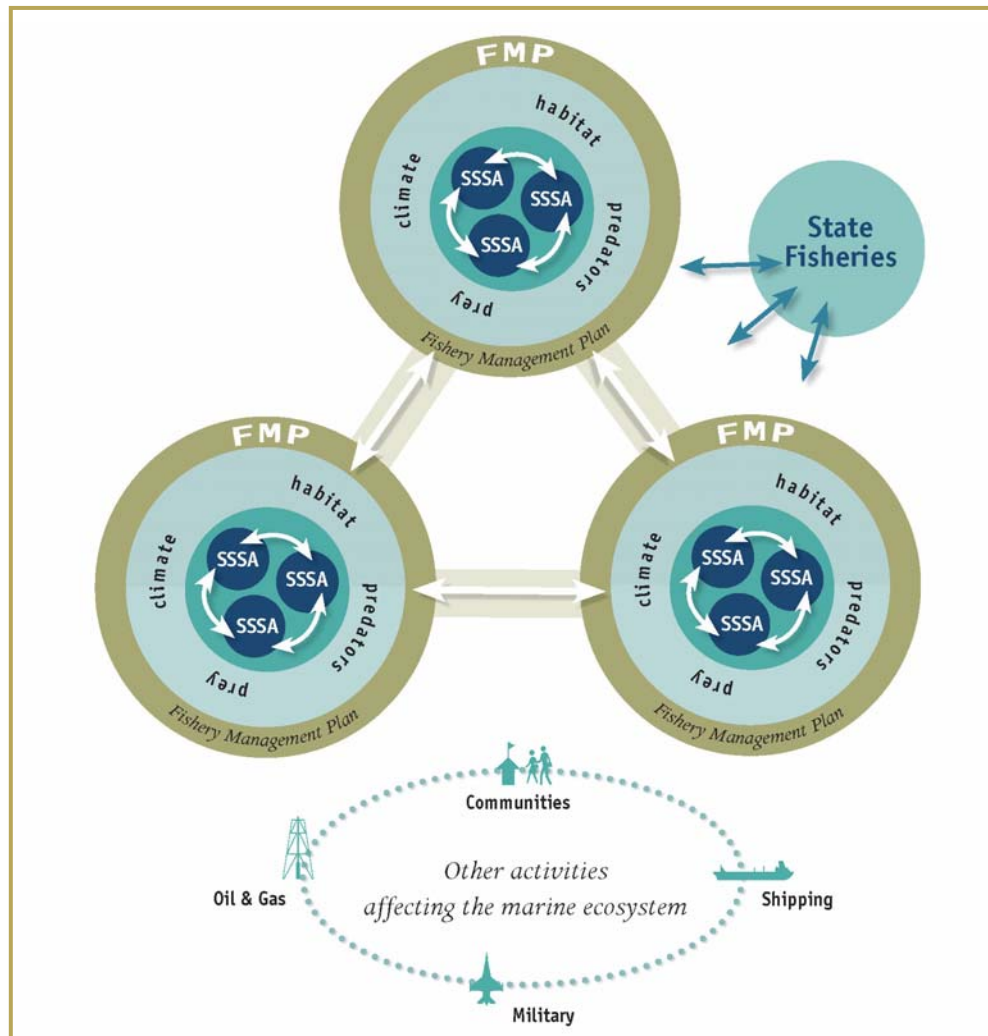 FMP
habitat
climate
SSSA
SSSA
SSSA
predators
prey
Fishery Management Plan
State
Fisheries
FMP
habitat
climate
SSSA
SSSA
SSSA
predators
prey
Fishery Management Plan
FMP
habitat
climate
SSSA
SSSA
SSSA
predators
prey
Fishery Management Plan
Communities
Oil & Gas
Other activities
affecting the marine ecosystem
Shipping
Military